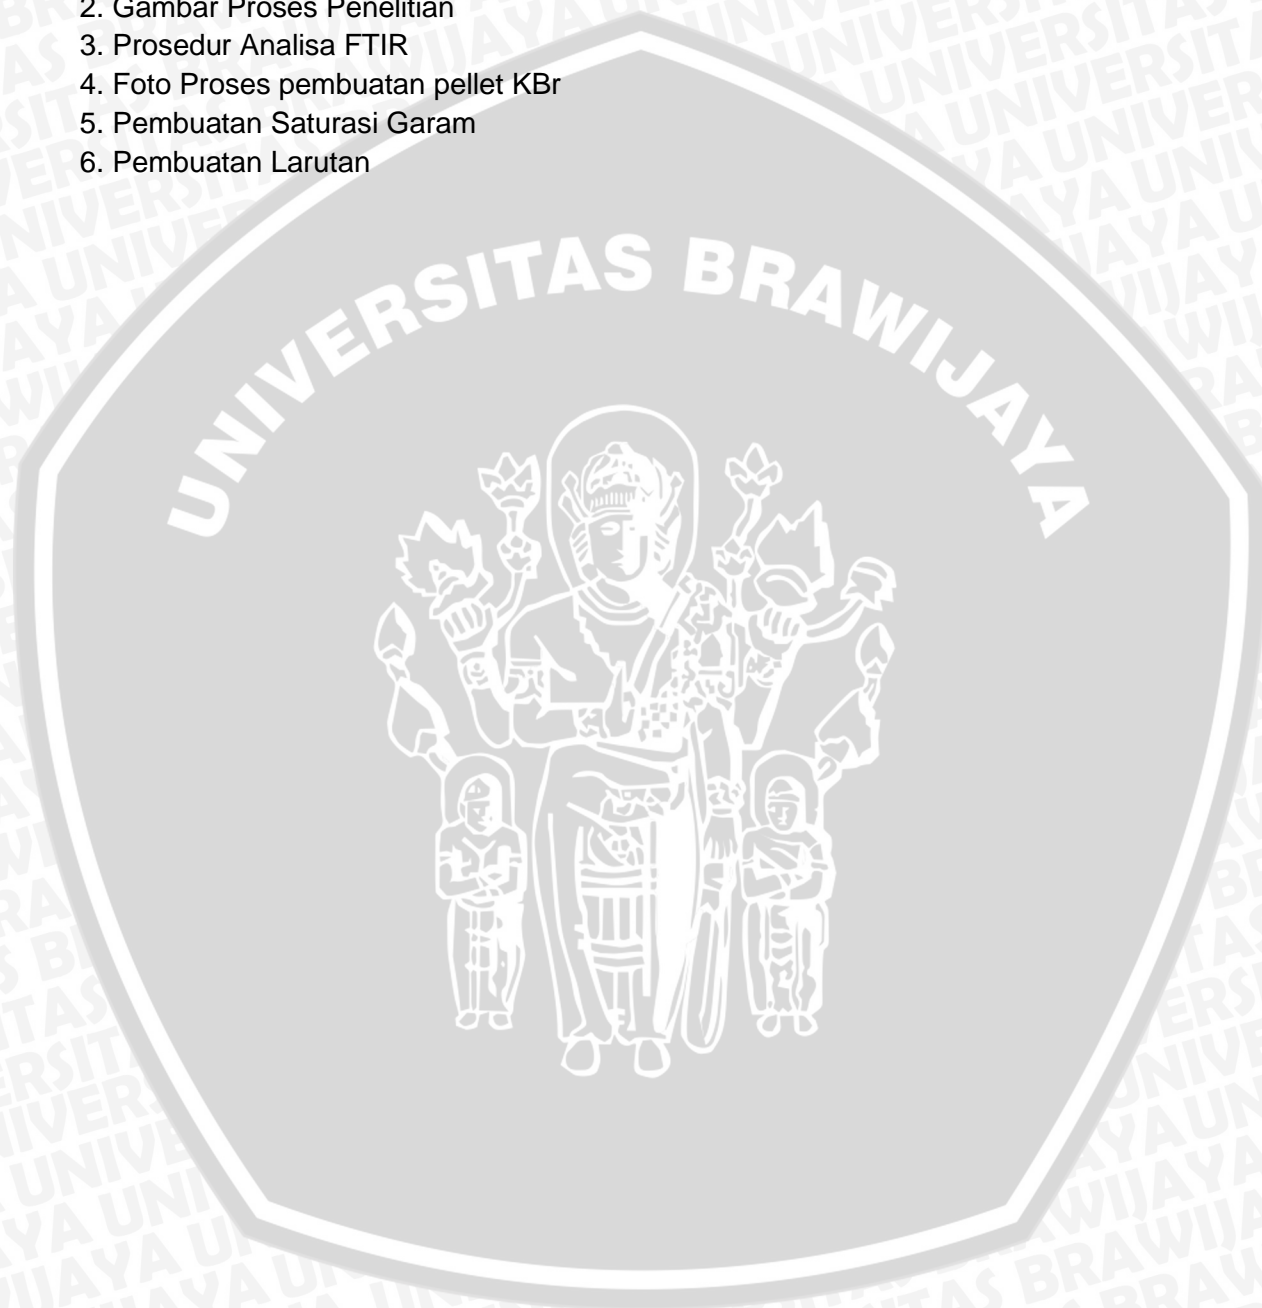 2. Gambar Proses Penelitian
3. Prosedur Analisa FTIR
4. Foto Proses pembuatan pellet KBr
5. Pembuatan Saturasi Garam
6. Pembuatan Larutan
UNIVERSITAS BRAWIJAYA